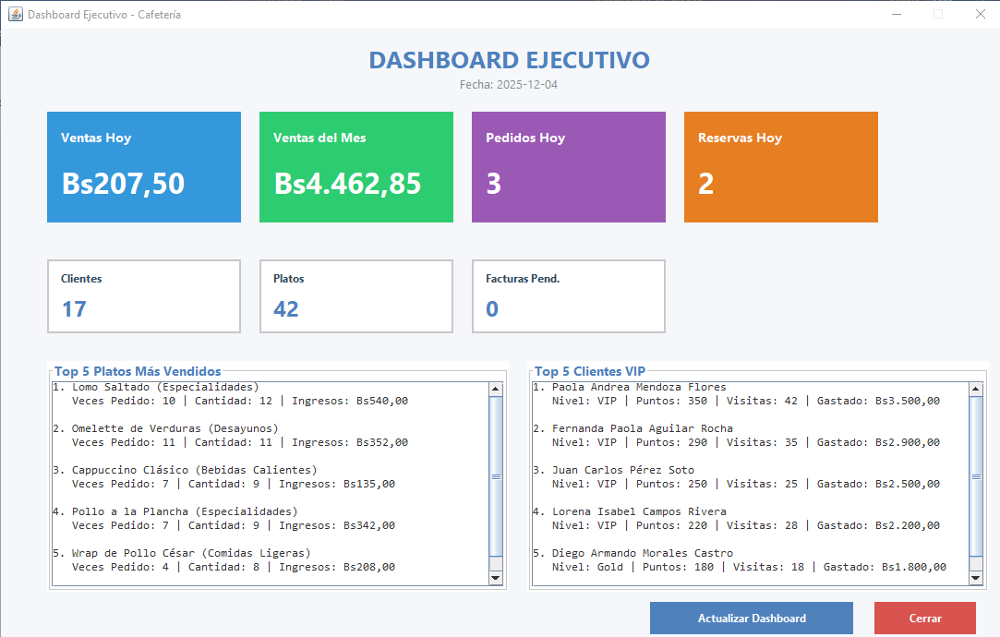 Dashboard Ejecutivo - Cafetería
DASHBOARD EJECUTIVO
Fecha: 2025-12-04
Ventas Hoy
Bs207,50
Ventas del Mes
Bs4.462,85
Pedidos Hoy
3
Reservas Hoy
2
Clientes
17
Platos
42
Facturas Pend.
0
Top 5 Platos Más Vendidos
1. Lomo Saltado (Especialidades)
Veces Pedido: 10 | Cantidad: 12 | Ingresos: Bs540,00
2. Omelette de Verduras (Desayunos)
Veces Pedido: 11 | Cantidad: 11 | Ingresos: Bs352,00
3. Cappuccino Clásico (Bebidas Calientes)
Veces Pedido: 7 | Cantidad: 9 | Ingresos: Bs135,00
4. Pollo a la Plancha (Especialidades)
Veces Pedido: 7 | Cantidad: 9 | Ingresos: Bs342,00
5. Wrap de Pollo César (Comidas Ligeras)
Veces Pedido: 4 | Cantidad: 8 | Ingresos: Bs208,00
Top 5 Clientes VIP
1. Paola Andrea Mendoza Flores
Nivel: VIP | Puntos: 350 | Visitas: 42 | Gastado: Bs3.500,00
2. Fernanda Paola Aguilar Rocha
Nivel: VIP | Puntos: 290 | Visitas: 35 | Gastado: Bs2.900,00
3. Juan Carlos Pérez Soto
Nivel: VIP | Puntos: 250 | Visitas: 25 | Gastado: Bs2.500,00
4. Lorena Isabel Campos Rivera
Nivel: VIP | Puntos: 220 | Visitas: 28 | Gastado: Bs2.200,00
5. Diego Armando Morales Castro
Nivel: Gold | Puntos: 180 | Visitas: 18 | Gastado: Bs1.800,00
Actualizar Dashboard
Cerrar